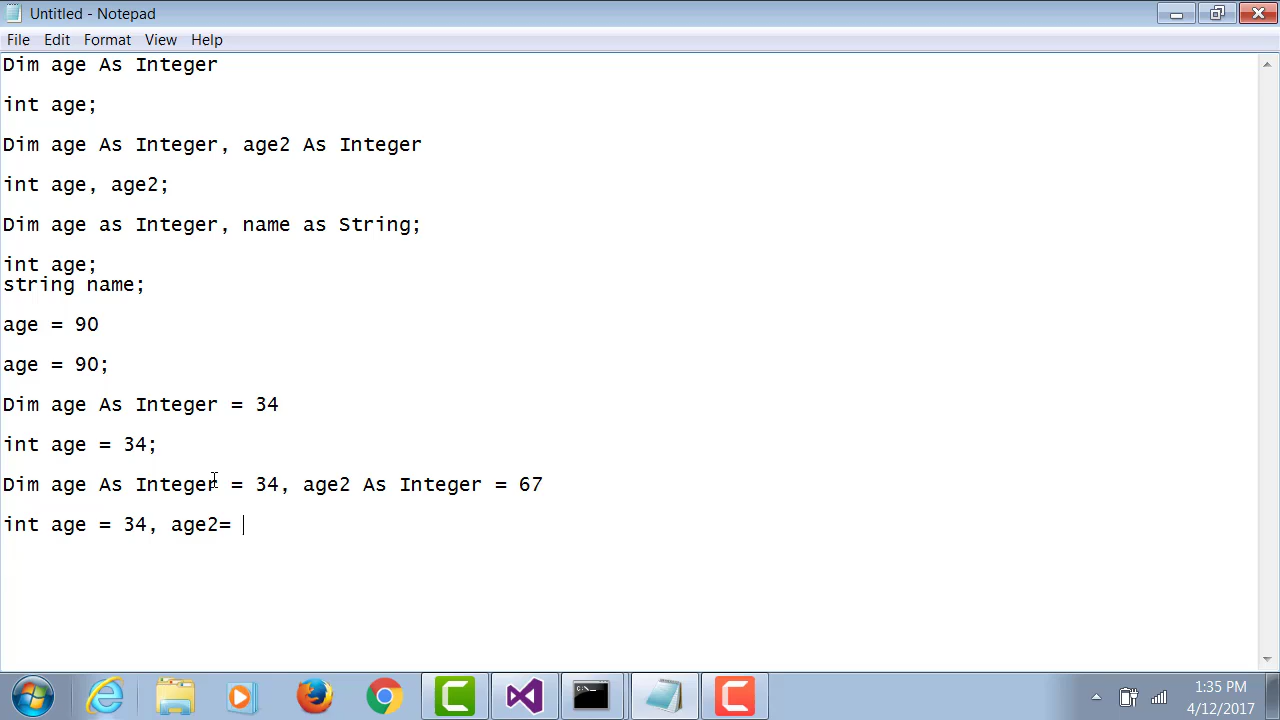 Untitled - Notepad
File Edit Format View Help
Dim age As Integer
int age;
Dim age As Integer, age2 As Integer
int age, age2;
Dim age as Integer, name as String;
int age;
string name;
age = 90
age = 90;
Dim age As Integer = 34
int age = 34;
Dim age As Integer = 34, age2 As Integer = 67
int age = 34, age2=
1:35 PM
4/12/2017